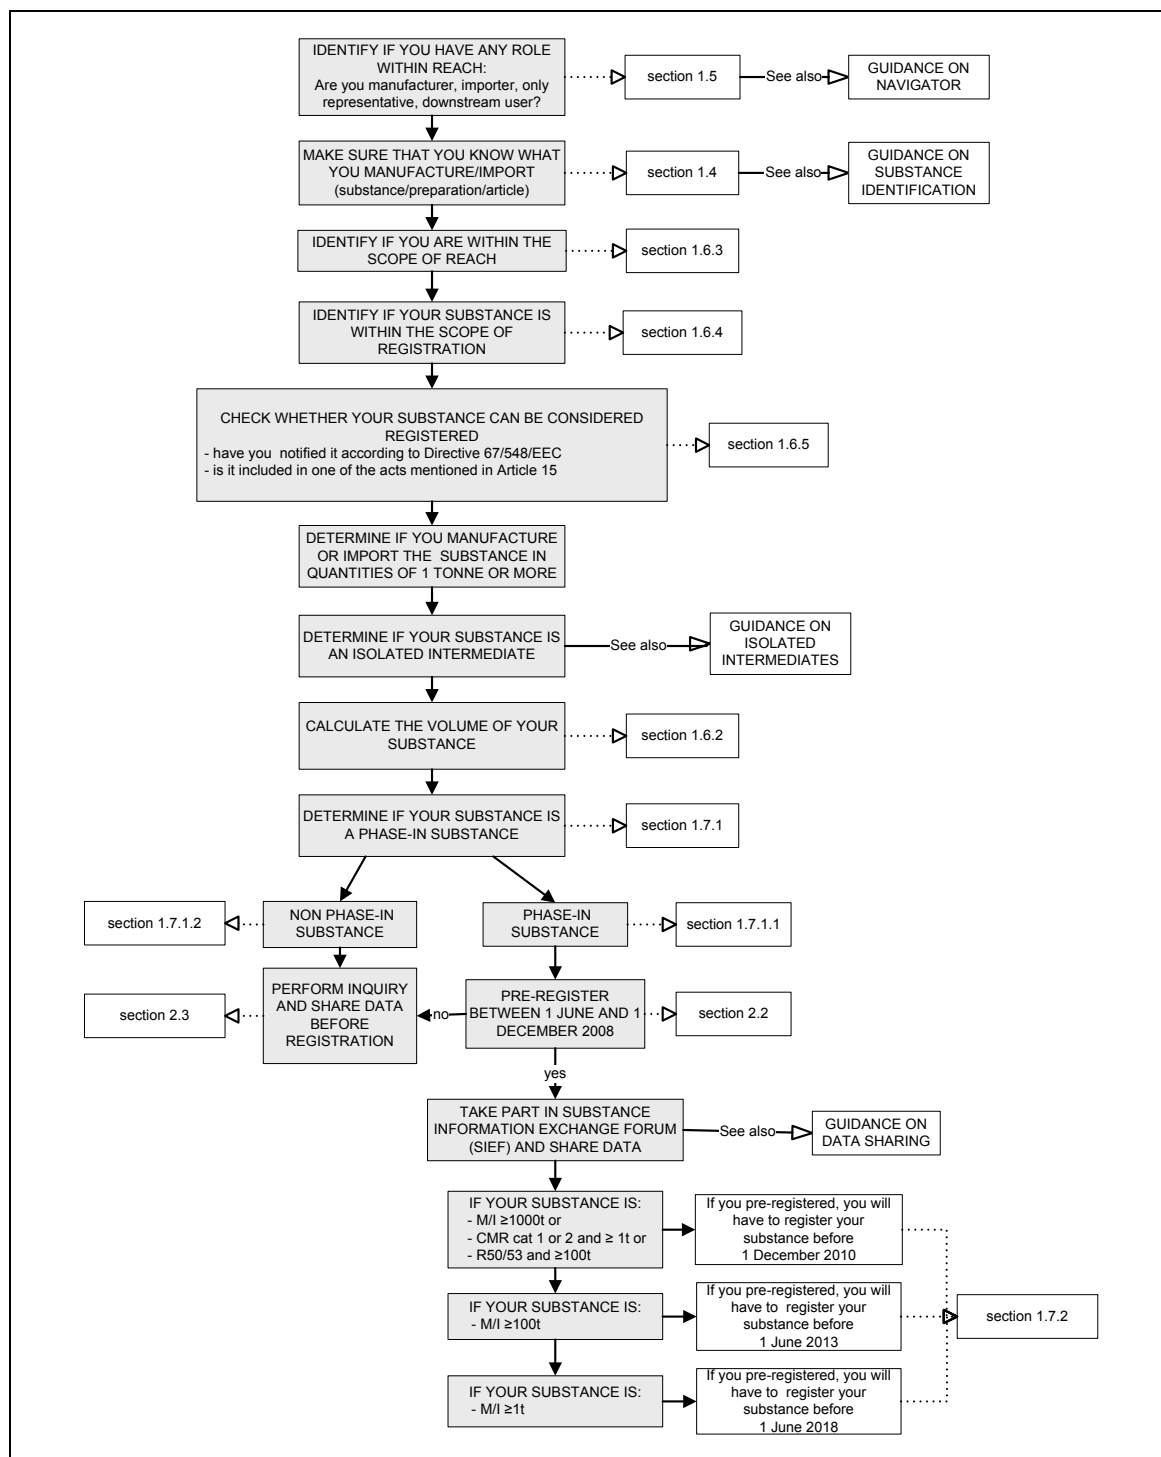 IDENTIFY IF YOU HAVE ANY ROLE
WITHIN REACH:
Are you manufacturer, importer, only
representative, downstream user?
section 1.5
See also
GUIDANCE ON
NAVIGATOR
MAKE SURE THAT YOU KNOW WHAT
YOU MANUFACTURE/IMPORT
(substance/preparation/article)
section 1.4
See also
GUIDANCE ON
SUBSTANCE
IDENTIFICATION
IDENTIFY IF YOU ARE WITHIN THE
SCOPE OF REACH
section 1.6.3
IDENTIFY IF YOUR SUBSTANCE IS
WITHIN THE SCOPE OF
REGISTRATION
section 1.6.4
CHECK WHETHER YOUR SUBSTANCE CAN BE CONSIDERED
REGISTERED
- have you notified it according to Directive 67/548/EEC
- is it included in one of the acts mentioned in Article 15
section 1.6.5
DETERMINE IF YOU MANUFACTURE
OR IMPORT THE SUBSTANCE IN
QUANTITIES OF 1 TONNE OR MORE
DETERMINE IF YOUR SUBSTANCE IS
AN ISOLATED INTERMEDIATE
See also
GUIDANCE ON
ISOLATED
INTERMEDIATES
CALCULATE THE VOLUME OF YOUR
SUBSTANCE
section 1.6.2
DETERMINE IF YOUR SUBSTANCE IS
A PHASE-IN SUBSTANCE
section 1.7.1
section 1.7.1.2
NON PHASE-IN
SUBSTANCE
PHASE-IN
SUBSTANCE
section 1.7.1.1
section 2.3
PERFORM INQUIRY
AND SHARE DATA
BEFORE
REGISTRATION
no
PRE-REGISTER
BETWEEN 1 JUNE AND 1
DECEMBER 2008
section 2.2
yes
TAKE PART IN SUBSTANCE
INFORMATION EXCHANGE FORUM
(SIEF) AND SHARE DATA
See also
GUIDANCE ON
DATA SHARING
IF YOUR SUBSTANCE IS:
- M/I ≥1000t or
- CMR cat 1 or 2 and ≥ 1t or
- R50/53 and ≥100t
If you pre-registered, you will
have to register your
substance before
1 December 2010
IF YOUR SUBSTANCE IS:
- M/I ≥100t
If you pre-registered, you will
have to register your
substance before
1 June 2013
section 1.7.2
IF YOUR SUBSTANCE IS:
- M/I ≥1t
If you pre-registered, you will
have to register your
substance before
1 June 2018